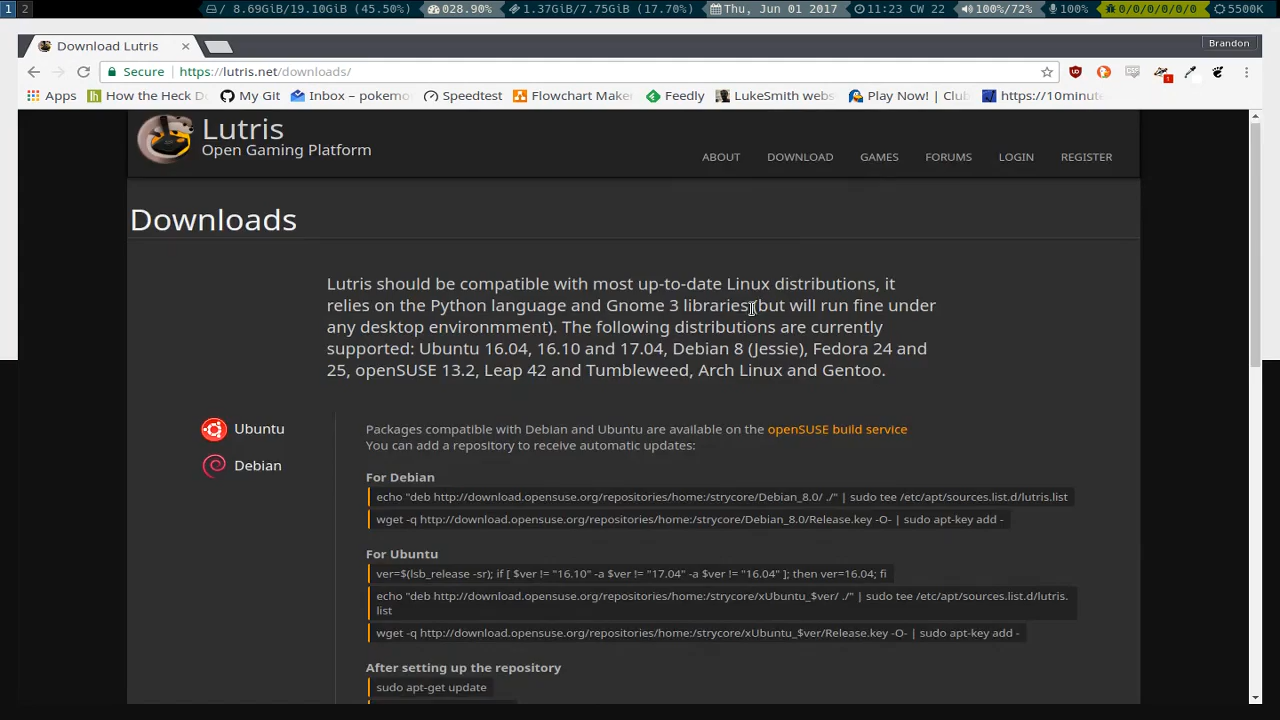 1 2 8.69GiB/19.10GiB (45.50%) 028.90% 1.37GiB/7.75GiB (17.70%) Thu, Jun 01 2017 11:23 CW 22 100%/72% 100% 0/0/0/0/0/0 5500K
Download Lutris
Brandon
Secure https://lutris.net/downloads/
Apps How the Heck Do My Git Inbox – pokemo Speedtest Flowchart Maker Feedly LukeSmith webs Play Now! | Club https://10minute
Lutris
Open Gaming Platform
ABOUT DOWNLOAD GAMES FORUMS LOGIN REGISTER
Downloads
Lutris should be compatible with most up-to-date Linux distributions, it
relies on the Python language and Gnome 3 libraries (but will run fine under
any desktop environmment). The following distributions are currently
supported: Ubuntu 16.04, 16.10 and 17.04, Debian 8 (Jessie), Fedora 24 and
25, openSUSE 13.2, Leap 42 and Tumbleweed, Arch Linux and Gentoo.
Ubuntu
Debian
Packages compatible with Debian and Ubuntu are available on the openSUSE build service
You can add a repository to receive automatic updates:
For Debian
echo "deb http://download.opensuse.org/repositories/home:/strycore/Debian_8.0/ ./" | sudo tee /etc/apt/sources.list.d/lutris.list
wget -q http://download.opensuse.org/repositories/home:/strycore/Debian_8.0/Release.key -O- | sudo apt-key add -
For Ubuntu
ver=$(lsb_release -sr); if [ $ver != "16.10" -a $ver != "17.04" -a $ver != "16.04" ]; then ver=16.04; fi
echo "deb http://download.opensuse.org/repositories/home:/strycore/xUbuntu_$ver/ ./" | sudo tee /etc/apt/sources.list.d/lutris.
list
wget -q http://download.opensuse.org/repositories/home:/strycore/xUbuntu_$ver/Release.key -O- | sudo apt-key add -
After setting up the repository
sudo apt-get update